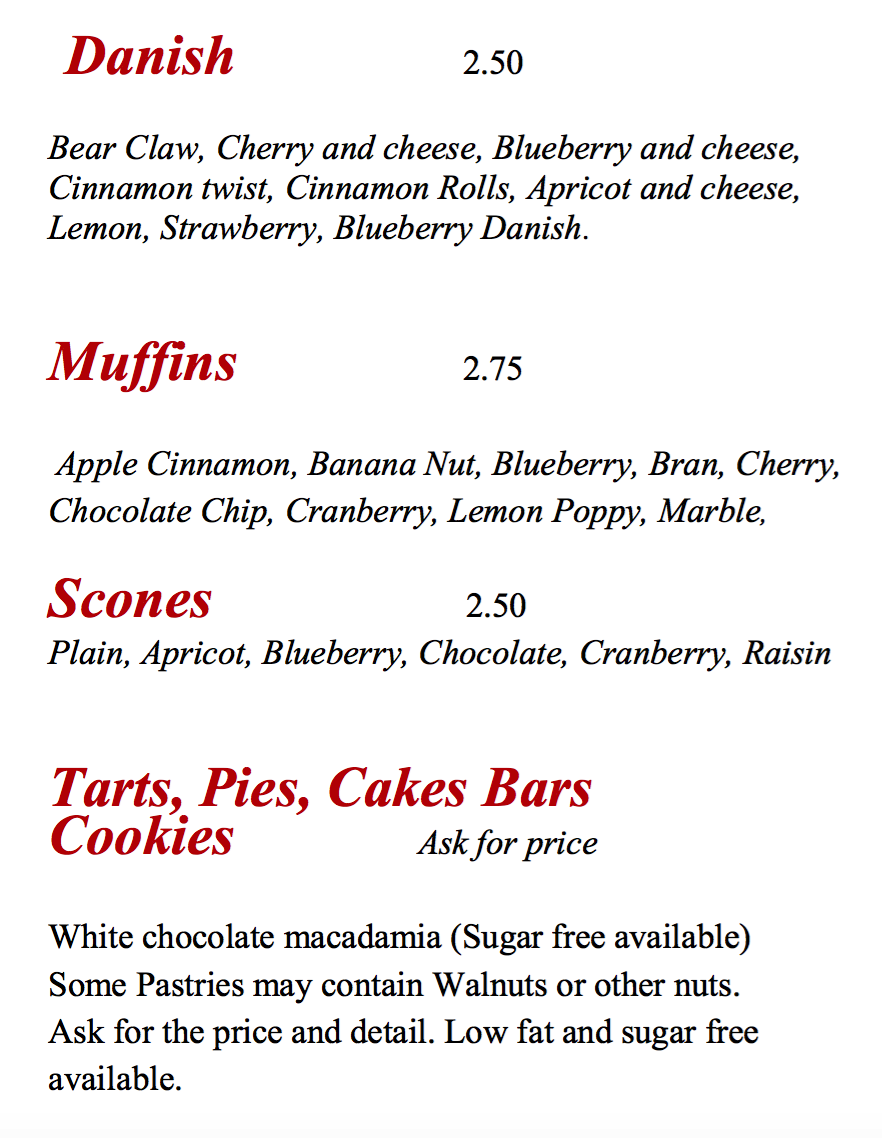 Danish 2.50
Bear Claw, Cherry and cheese, Blueberry and cheese,
Cinnamon twist, Cinnamon Rolls, Apricot and cheese,
Lemon, Strawberry, Blueberry Danish.
Muffins 2.75
Apple Cinnamon, Banana Nut, Blueberry, Bran, Cherry,
Chocolate Chip, Cranberry, Lemon Poppy, Marble,
Scones 2.50
Plain, Apricot, Blueberry, Chocolate, Cranberry, Raisin
Tarts, Pies, Cakes Bars
Cookies Ask for price
White chocolate macadamia (Sugar free available)
Some Pastries may contain Walnuts or other nuts.
Ask for the price and detail. Low fat and sugar free
available.